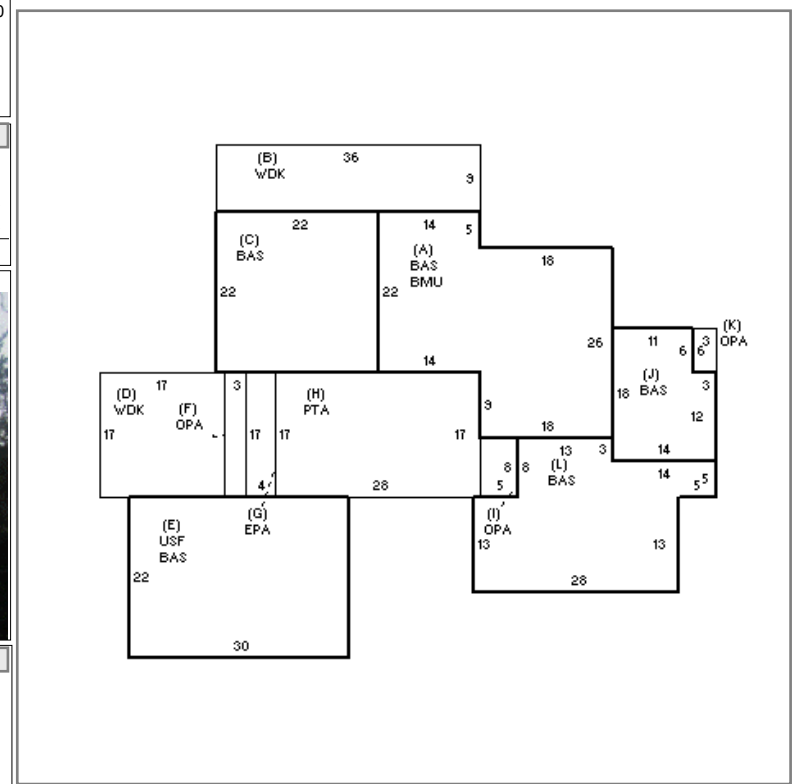 0
(B)
WDK
36
9
22
14
5
(C)
BAS
(A)
BAS
BMU
18
22
22
26
14
(K)
OPA
11
6
6
3
(J)
BAS
18
3
12
14
17
3
(D)
WDK
(F)
OPA
(H)
PTA
17
17
17
17
9
18
4
28
8
5
8
13
3
(L)
BAS
14
5
5
(E)
USF
BAS
(G)
EPA
(I)
OPA
22
13
13
28
30